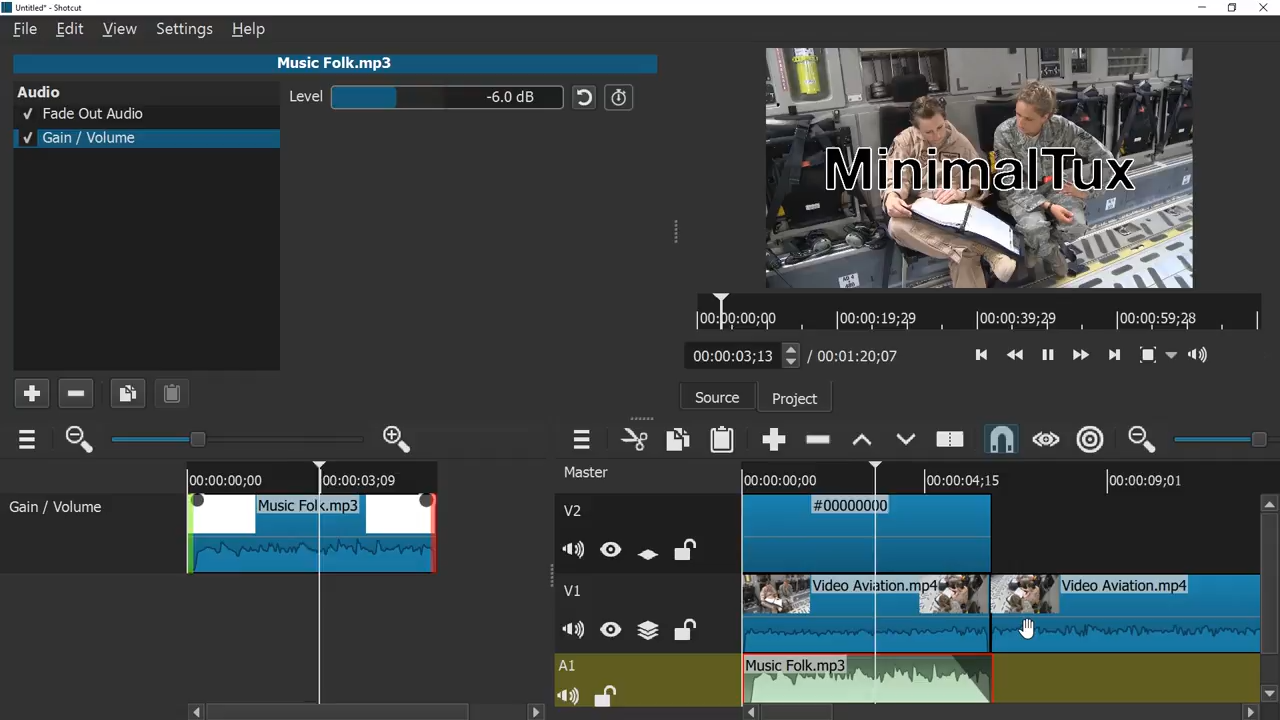 Untitled* - Shotcut
File Edit View Settings Help
Music Folk.mp3
Audio
✓ Fade Out Audio
✓ Gain / Volume
Level -6.0 dB
MinimalTux
00:00:00;00 00:00:19;29 00:00:39;29 00:00:59;28
00:00:03;13 / 00:01:20;07
Source Project
00:00:00;00 00:00:03;09
Gain / Volume
Music Folk.mp3
Master
00:00:00;00 00:00:04;15 00:00:09;01
V2
#00000000
V1
Video Aviation.mp4 Video Aviation.mp4
A1
Music Folk.mp3